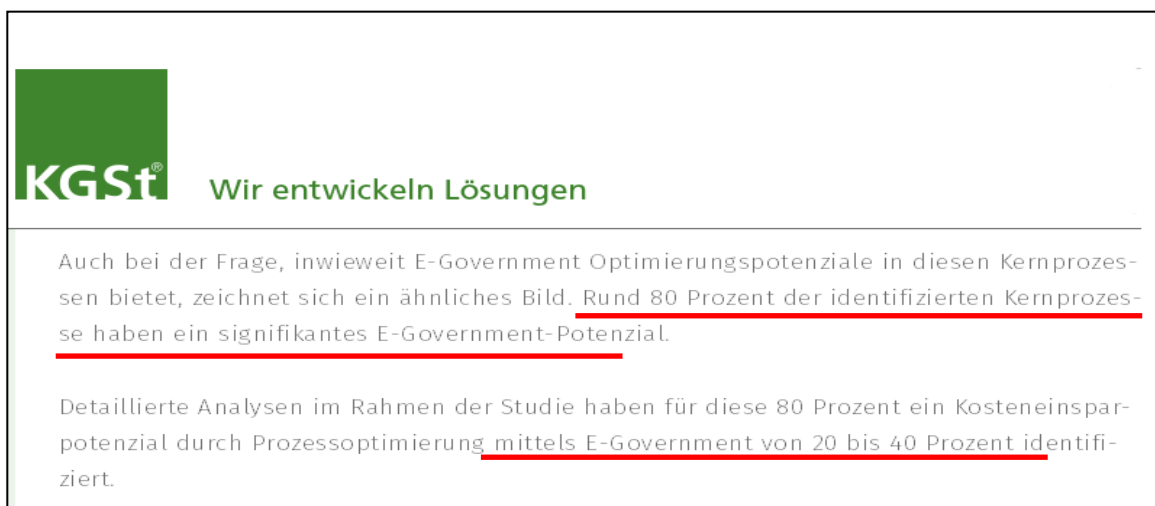 KGSt®
Wir entwickeln Lösungen
Auch bei der Frage, inwieweit E-Government Optimierungspotenziale in diesen Kernprozes-
sen bietet, zeichnet sich ein ähnliches Bild. Rund 80 Prozent der identifizierten Kernprozes-
se haben ein signifikantes E-Government-Potenzial.
Detaillierte Analysen im Rahmen der Studie haben für diese 80 Prozent ein Kosteneinspar-
potenzial durch Prozessoptimierung mittels E-Government von 20 bis 40 Prozent identifi-
ziert.